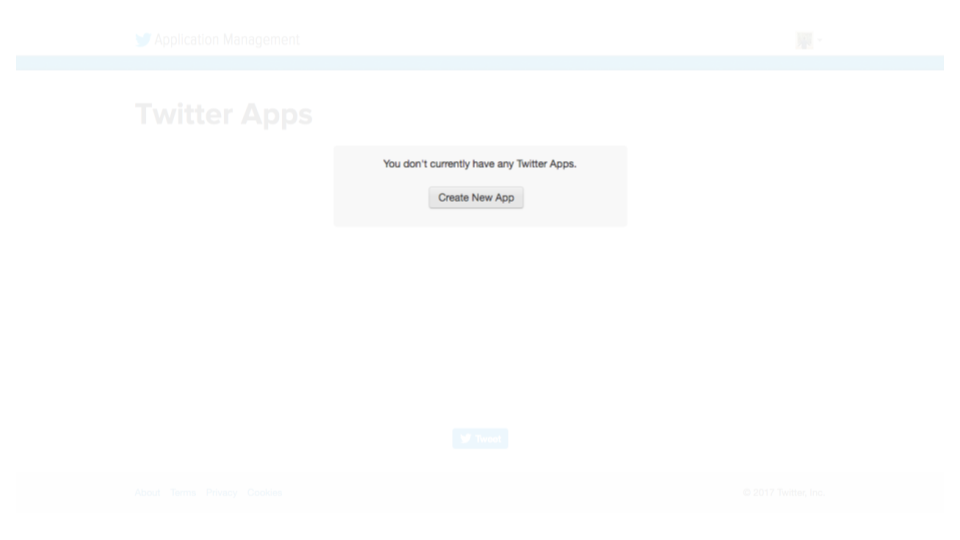 Application Management
Twitter Apps
You don't currently have any Twitter Apps.
Create New App
Tweet
About Terms Privacy Cookies
© 2017 Twitter, Inc.